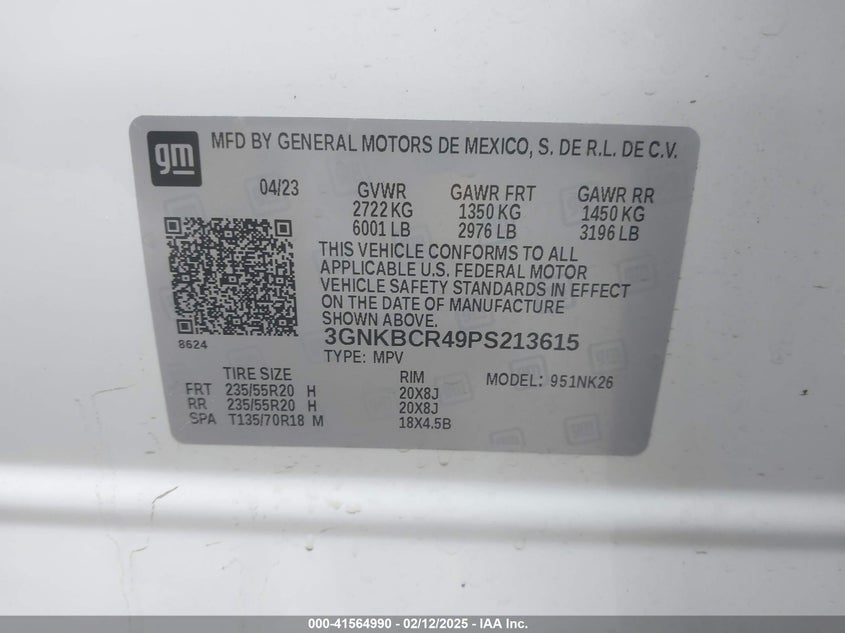 gm
MFD BY GENERAL MOTORS DE MEXICO, S. DE R.L. DE C.V.
04/23 GVWR GAWR FRT GAWR RR
2722 KG 1350 KG 1450 KG
6001 LB 2976 LB 3196 LB
THIS VEHICLE CONFORMS TO ALL
APPLICABLE U.S. FEDERAL MOTOR
VEHICLE SAFETY STANDARDS IN EFFECT
ON THE DATE OF MANUFACTURE
SHOWN ABOVE.
8624
3GNKBCR49PS213615
TYPE: MPV
TIRE SIZE RIM MODEL: 951NK26
FRT 235/55R20 H 20X8J
RR 235/55R20 H 20X8J
SPA T135/70R18 M 18X4.5B
000-41564990 - 02/12/2025 - IAA Inc.